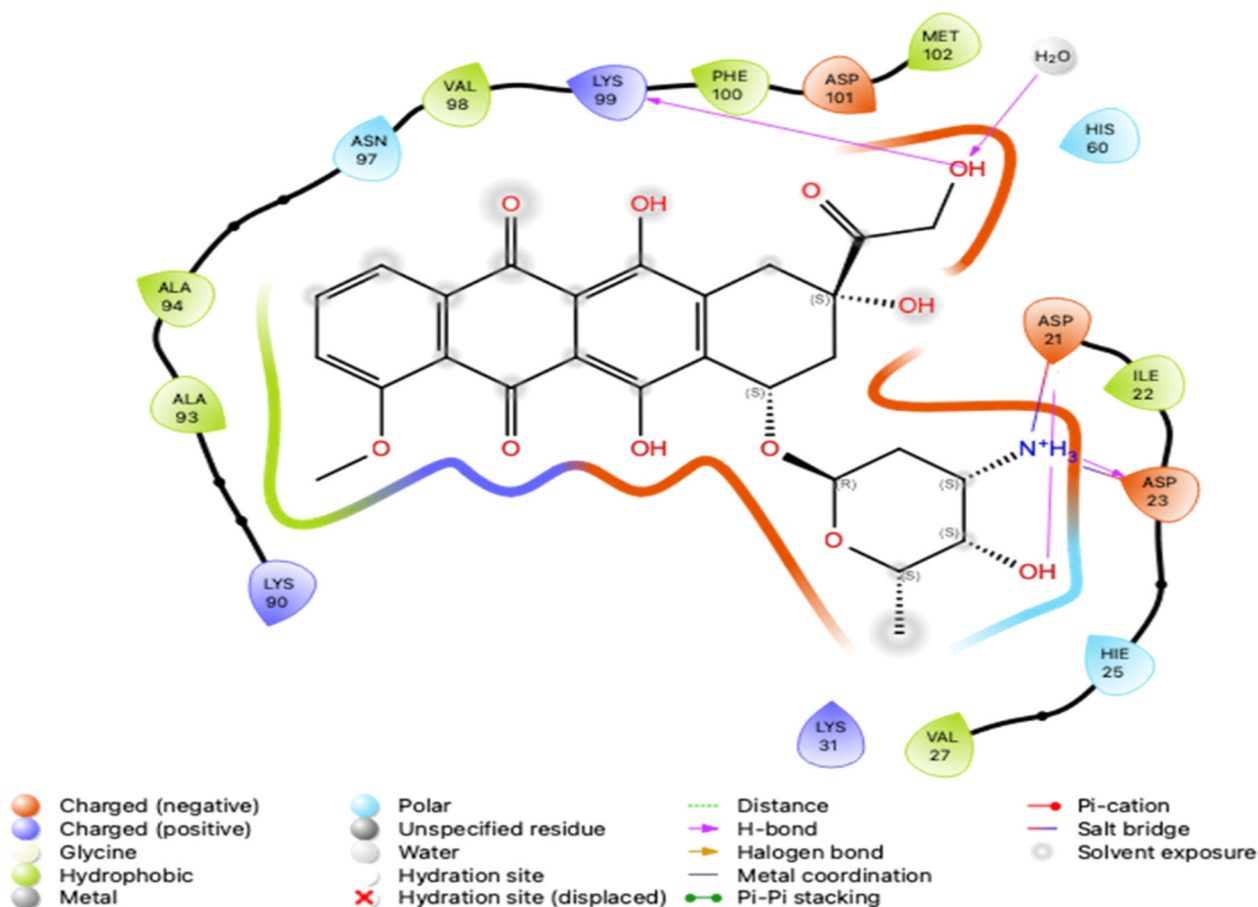 MET
102
H₂O
LYS
99
PHE
100
ASP
101
VAL
98
ASN
97
HIS
60
OH
O
O
OH
(S)
OH
ALA
94
ASP
21
ILE
22
ALA
93
(S)
O
O
OH
O
N⁺H₃
(R)
(S)
ASP
23
(S)
O
OH
(S)
LYS
90
HIE
25
LYS
31
VAL
27
Charged (negative)
Charged (positive)
Glycine
Hydrophobic
Metal
Polar
Unspecified residue
Water
Hydration site
Hydration site (displaced)
Distance
H-bond
Halogen bond
Metal coordination
Pi-Pi stacking
Pi-cation
Salt bridge
Solvent exposure